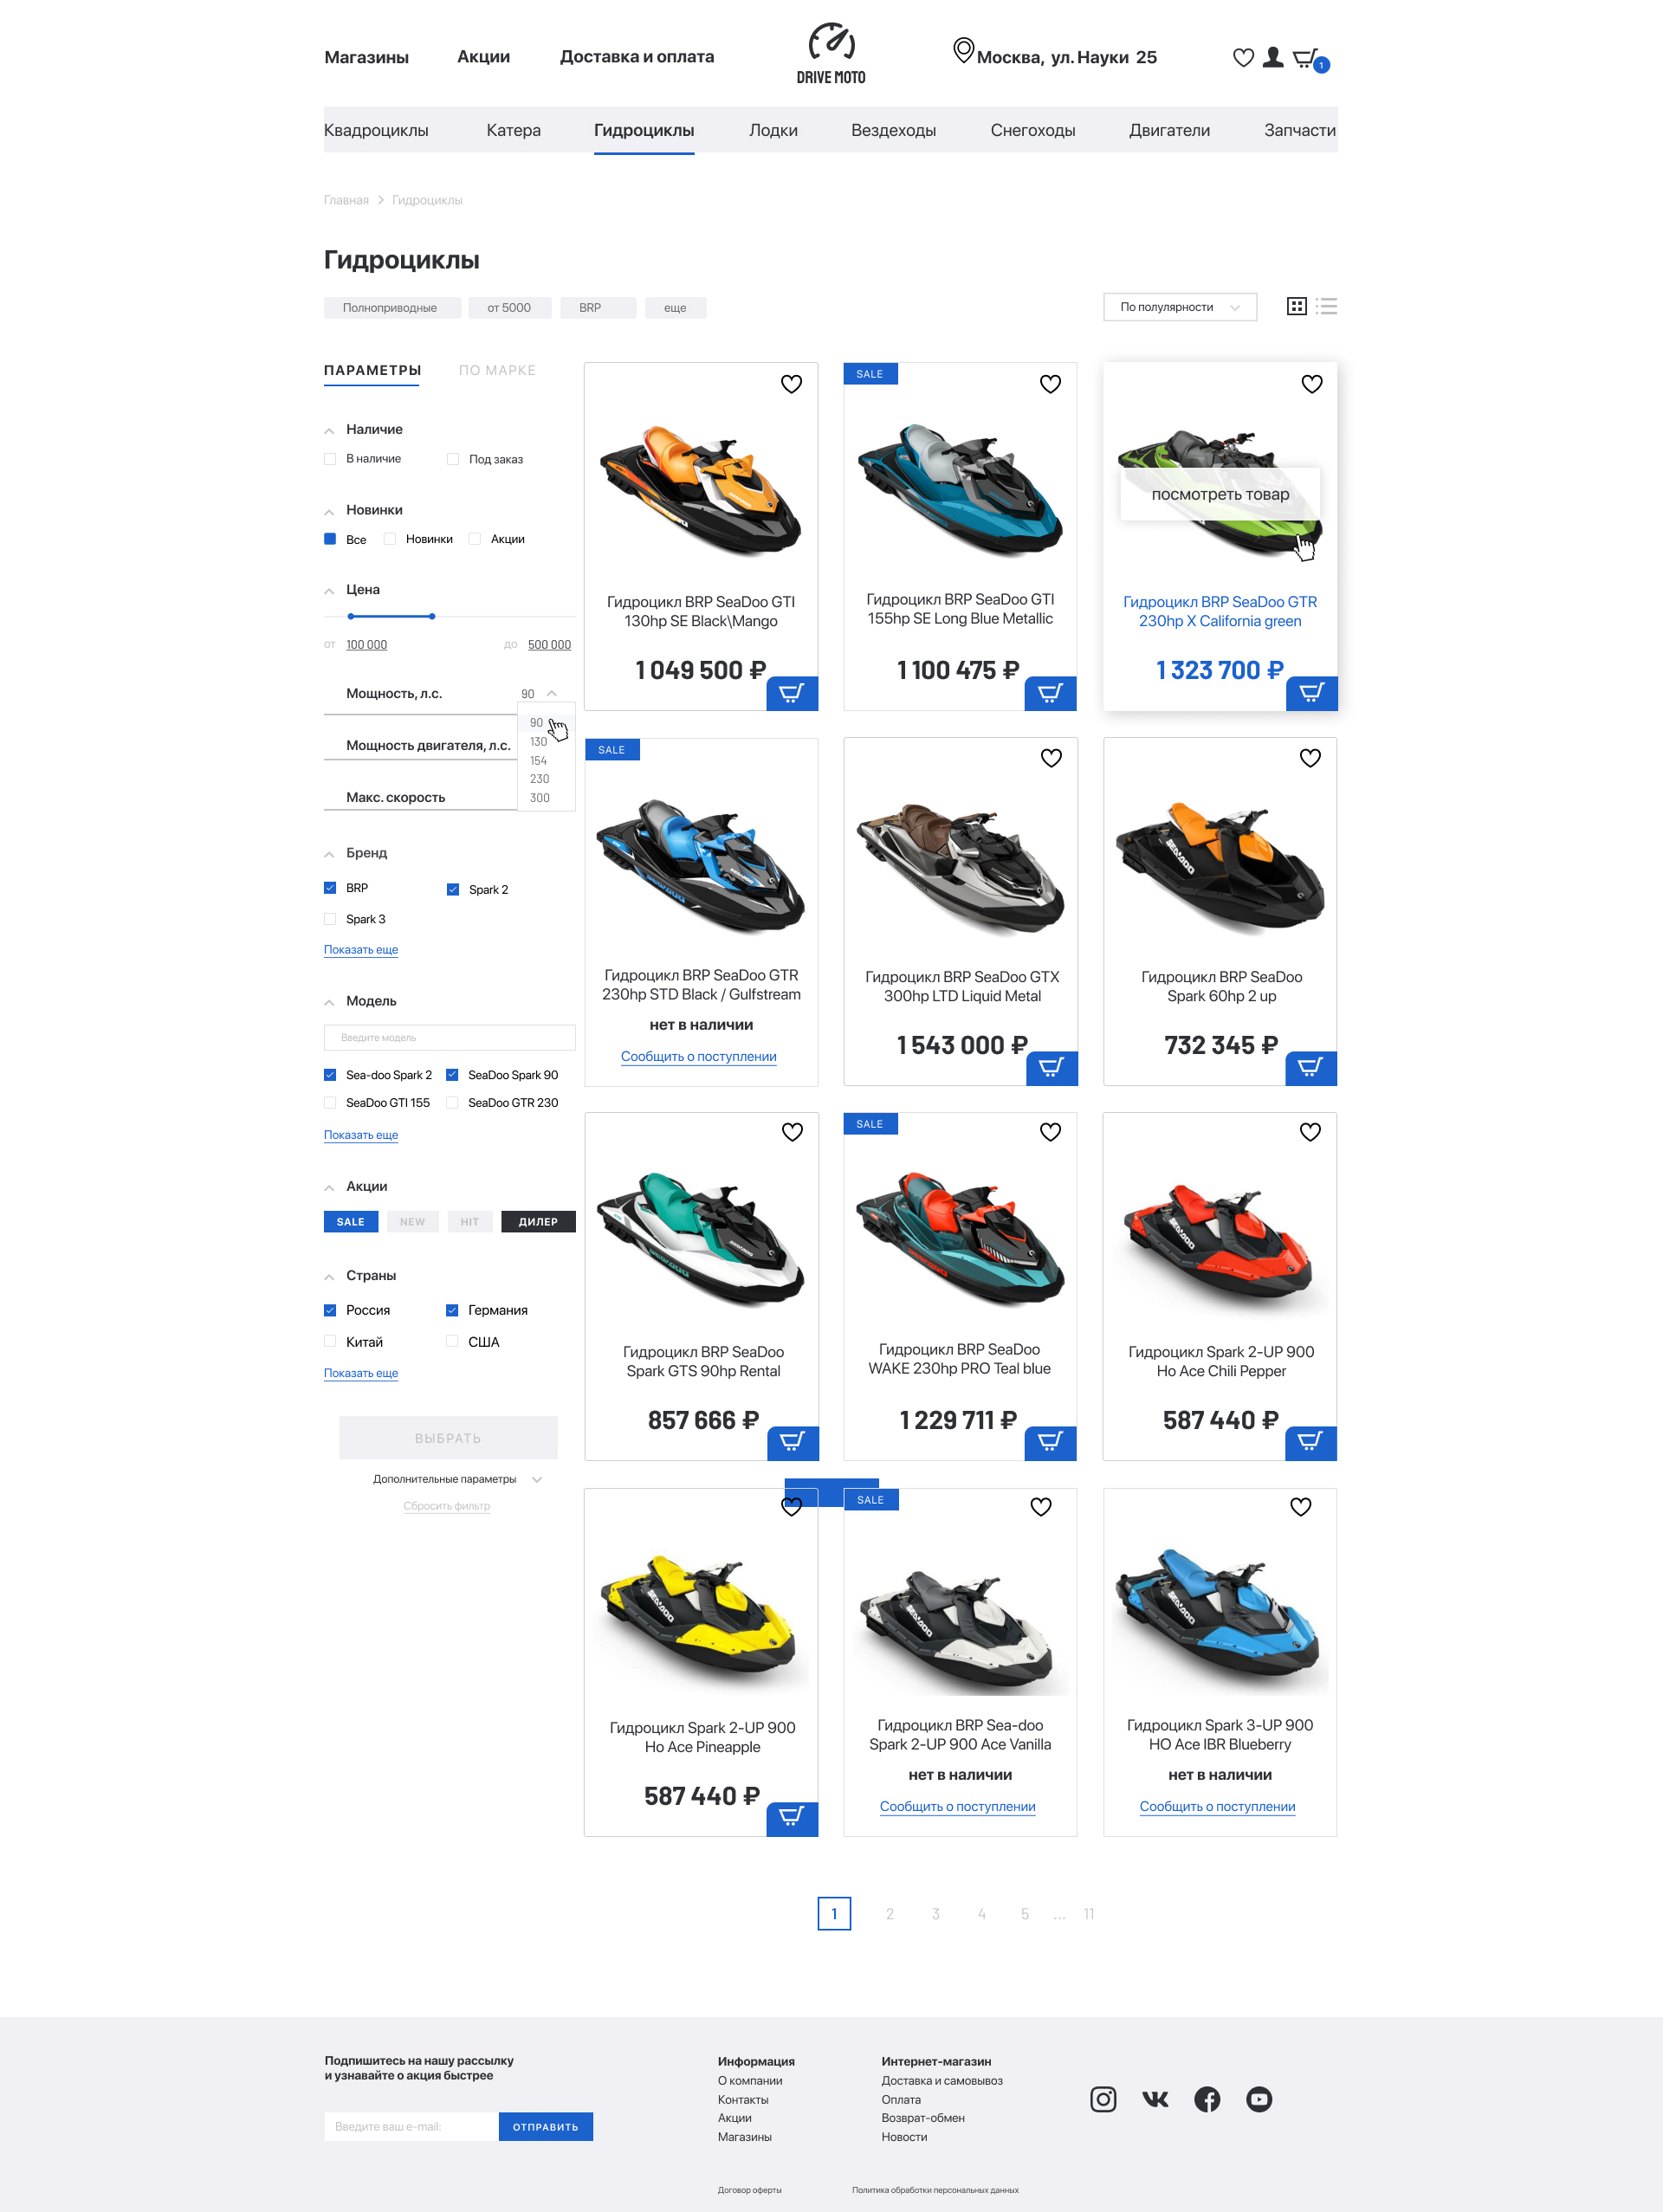 Магазины
Акции
Доставка и оплата
DRIVE MOTO
Москва, ул. Науки 25
1
Квадроциклы
Катера
Гидроциклы
Лодки
Вездеходы
Снегоходы
Двигатели
Запчасти
Главная > Гидроциклы
Гидроциклы
Полноприводные
от 5000
BRP
еще
По полулярности
ПАРАМЕТРЫ
ПО МАРКЕ
Наличие
В наличие
Под заказ
Новинки
Все
Новинки
Акции
Цена
от 100 000
до 500 000
Мощность, л.с.
90
90
130
154
230
300
Мощность двигателя, л.с.
Макс. скорость
Бренд
BRP
Spark 2
Spark 3
Показать еще
Модель
Введите модель
Sea-doo Spark 2
SeaDoo Spark 90
SeaDoo GTI 155
SeaDoo GTR 230
Показать еще
Акции
SALE
NEW
HIT
ДИЛЕР
Страны
Россия
Германия
Китай
США
Показать еще
ВЫБРАТЬ
Дополнительные параметры
Сбросить фильтр
Гидроцикл BRP SeaDoo GTI
130hp SE Black\Mango
1 049 500 ₽
SALE
Гидроцикл BRP SeaDoo GTI
155hp SE Long Blue Metallic
1 100 475 ₽
посмотреть товар
Гидроцикл BRP SeaDoo GTR
230hp X California green
1 323 700 ₽
SALE
Гидроцикл BRP SeaDoo GTR
230hp STD Black / Gulfstream
нет в наличии
Сообщить о поступлении
Гидроцикл BRP SeaDoo GTX
300hp LTD Liquid Metal
1 543 000 ₽
Гидроцикл BRP SeaDoo
Spark 60hp 2 up
732 345 ₽
Гидроцикл BRP SeaDoo
Spark GTS 90hp Rental
857 666 ₽
SALE
Гидроцикл BRP SeaDoo
WAKE 230hp PRO Teal blue
1 229 711 ₽
Гидроцикл Spark 2-UP 900
Ho Ace Chili Pepper
587 440 ₽
Гидроцикл Spark 2-UP 900
Ho Ace Pineapple
587 440 ₽
SALE
Гидроцикл BRP Sea-doo
Spark 2-UP 900 Ace Vanilla
нет в наличии
Сообщить о поступлении
Гидроцикл Spark 3-UP 900
HO Ace IBR Blueberry
нет в наличии
Сообщить о поступлении
1
2
3
4
5
...
11
Подпишитесь на нашу рассылку
и узнавайте о акция быстрее
Введите ваш e-mail:
ОТПРАВИТЬ
Информация
О компании
Контакты
Акции
Магазины
Интернет-магазин
Доставка и самовывоз
Оплата
Возврат-обмен
Новости
Договор оферты
Политика обработки персональных данных